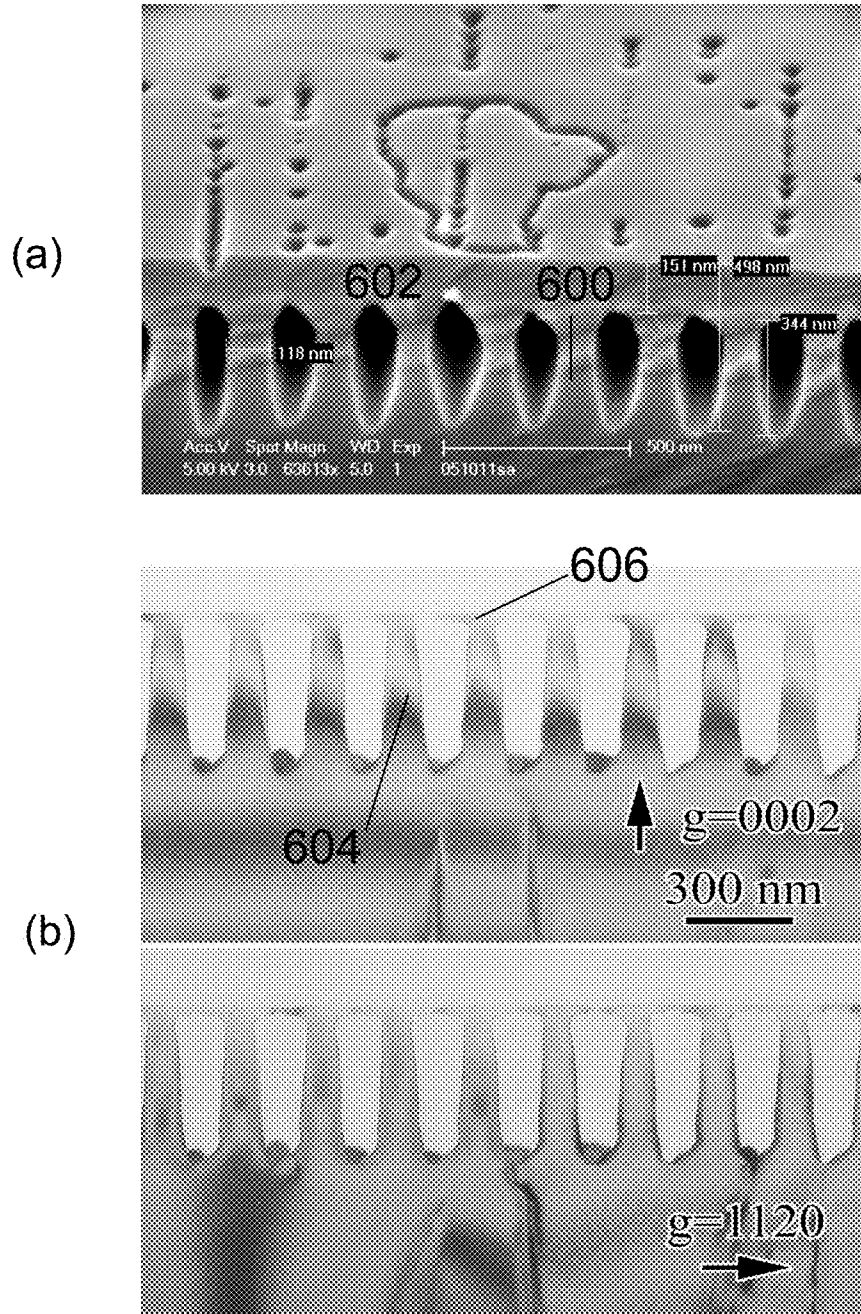 (a)
602
600
151 nm
498 nm
344 nm
118 nm
Acc.V Spot Magn WD Exp
500 nm
5.00 kV 3.0 63613x 5.0 1 051011sa
606
604
g=0002
300 nm
(b)
g=1120